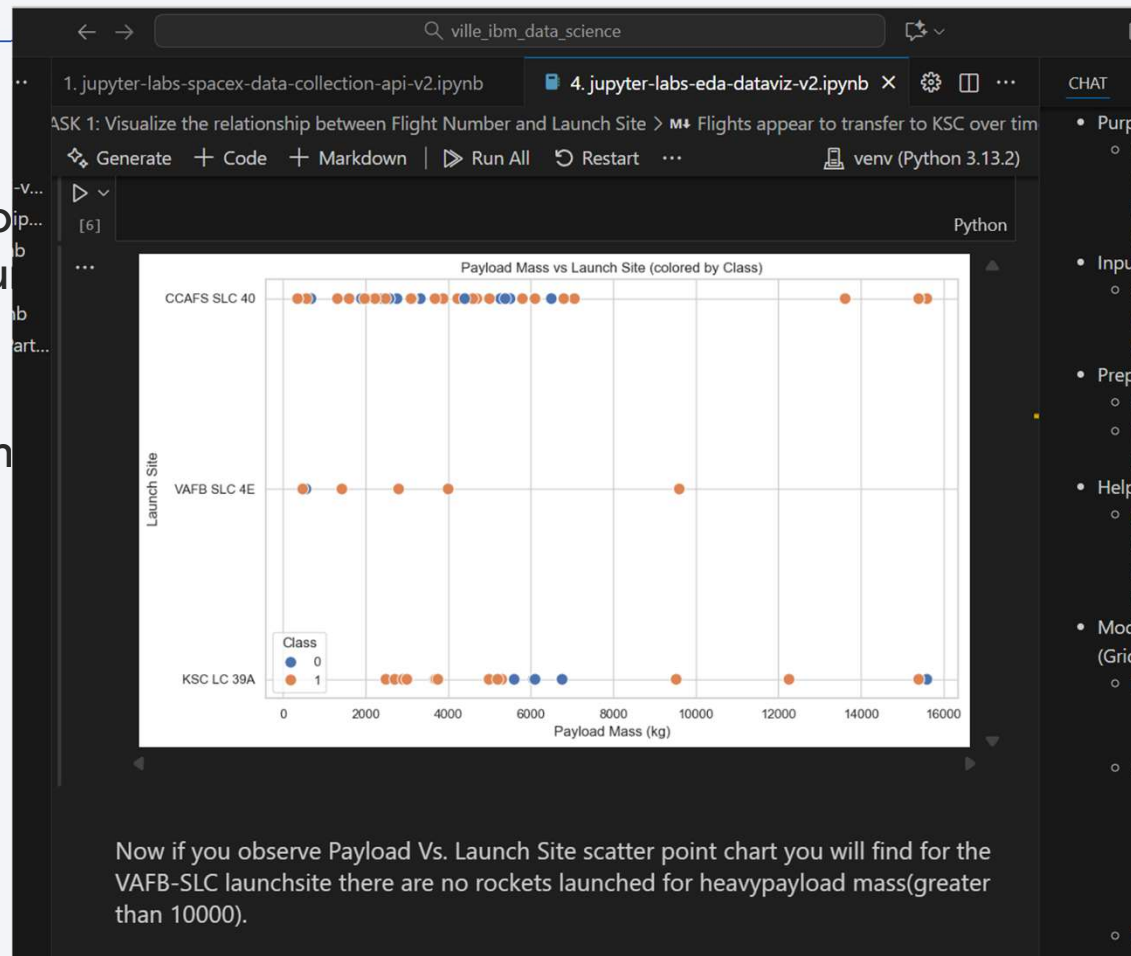 ville_ibm_data_science
1. jupyter-labs-spacex-data-collection-api-v2.ipynb
4. jupyter-labs-eda-dataviz-v2.ipynb
CHAT
ASK 1: Visualize the relationship between Flight Number and Launch Site > M↓ Flights appear to transfer to KSC over tim
Generate + Code + Markdown | Run All Restart ... venv (Python 3.13.2)
[6]
Python
Payload Mass vs Launch Site (colored by Class)
CCAFS SLC 40
VAFB SLC 4E
KSC LC 39A
Launch Site
Class
0
1
0 2000 4000 6000 8000 10000 12000 14000 16000
Payload Mass (kg)
Now if you observe Payload Vs. Launch Site scatter point chart you will find for the
VAFB-SLC launchsite there are no rockets launched for heavypayload mass(greater
than 10000).
-v...
ip...
nb
art...
Purp
Inpu
Prep
Help
Mod
(Grid